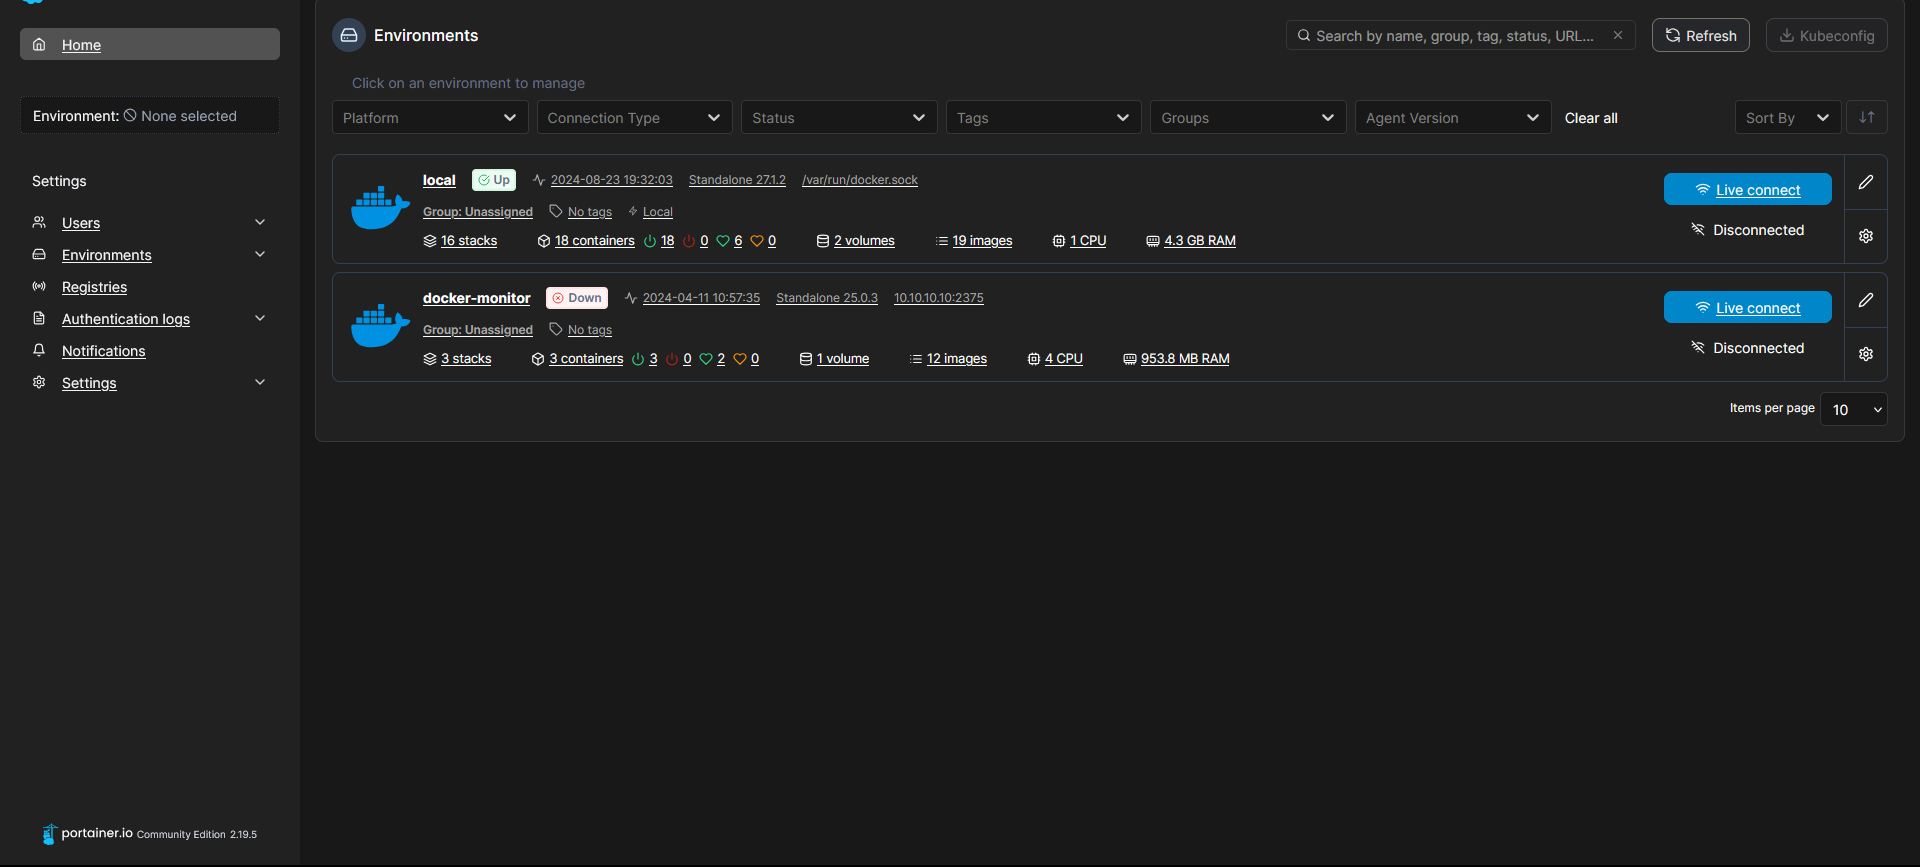 Home
Environment: None selected
Settings
Users
Environments
Registries
Authentication logs
Notifications
Settings
portainer.io Community Edition 2.19.5
Environments
Search by name, group, tag, status, URL...
Refresh
Kubeconfig
Click on an environment to manage
Platform
Connection Type
Status
Tags
Groups
Agent Version
Clear all
Sort By
local Up 2024-08-23 19:32:03 Standalone 27.1.2 /var/run/docker.sock
Group: Unassigned No tags Local
16 stacks 18 containers 18 0 6 0 2 volumes 19 images 1 CPU 4.3 GB RAM
Live connect
Disconnected
docker-monitor Down 2024-04-11 10:57:35 Standalone 25.0.3 10.10.10.10:2375
Group: Unassigned No tags
3 stacks 3 containers 3 0 2 0 1 volume 12 images 4 CPU 953.8 MB RAM
Live connect
Disconnected
Items per page 10